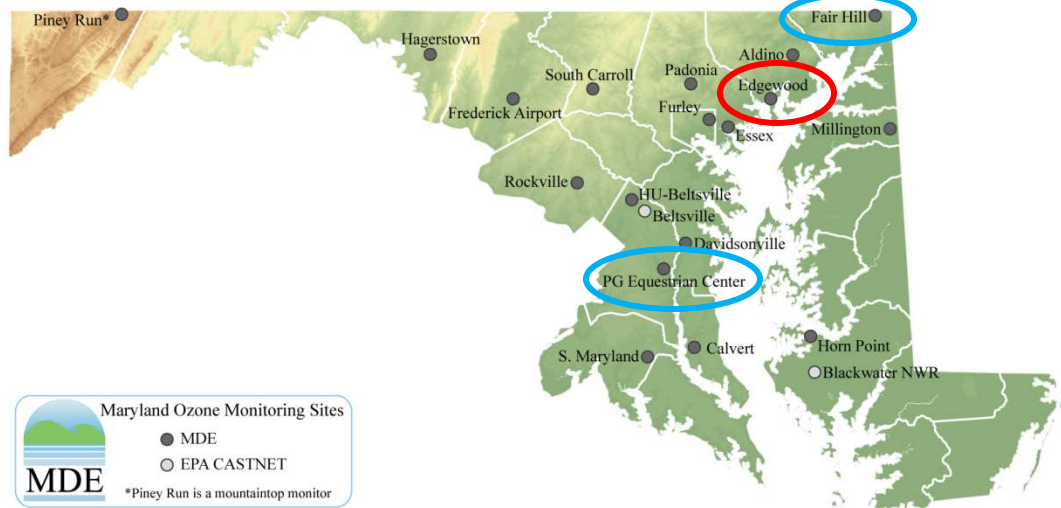 Piney Run*
Fair Hill
Hagerstown
Aldino
South Carroll
Padonia
Edgewood
Frederick Airport
Furley
Essex
Millington
Rockville
HU-Beltsville
Beltsville
Davidsonville
PG Equestrian Center
S. Maryland
Calvert
Horn Point
Blackwater NWR
Maryland Ozone Monitoring Sites
MDE
EPA CASTNET
MDE
*Piney Run is a mountaintop monitor